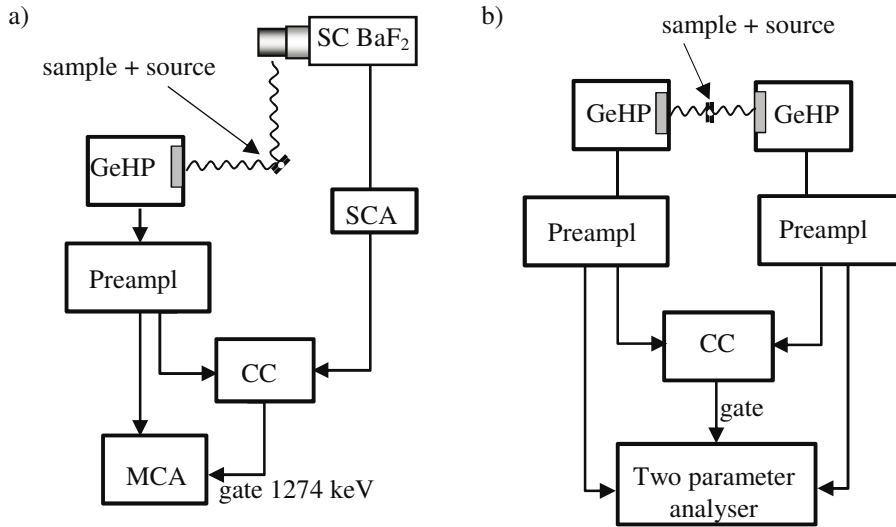 a)
SC BaF₂
sample + source
GeHP
SCA
Preampl
CC
MCA
gate 1274 keV
b)
sample + source
GeHP
GeHP
Preampl
Preampl
CC
gate
Two parameter
analyser